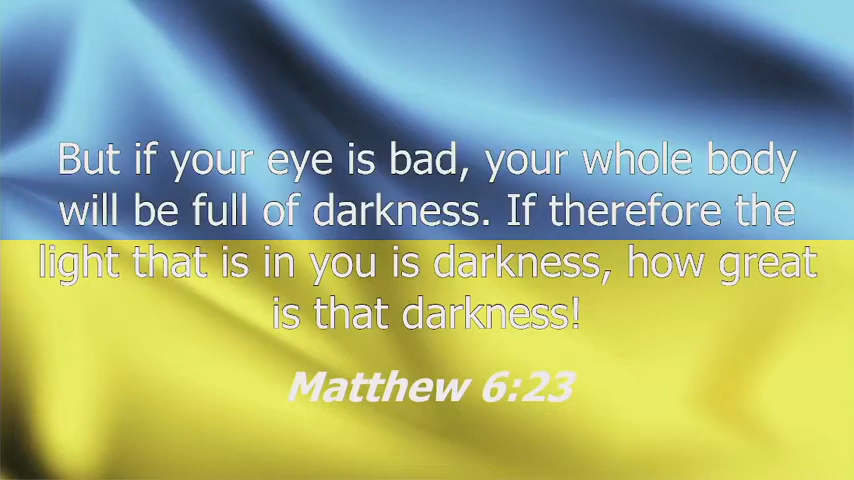 But if your eye is bad, your whole body
will be full of darkness. If therefore the
light that is in you is darkness, how great
is that darkness!
Matthew 6:23